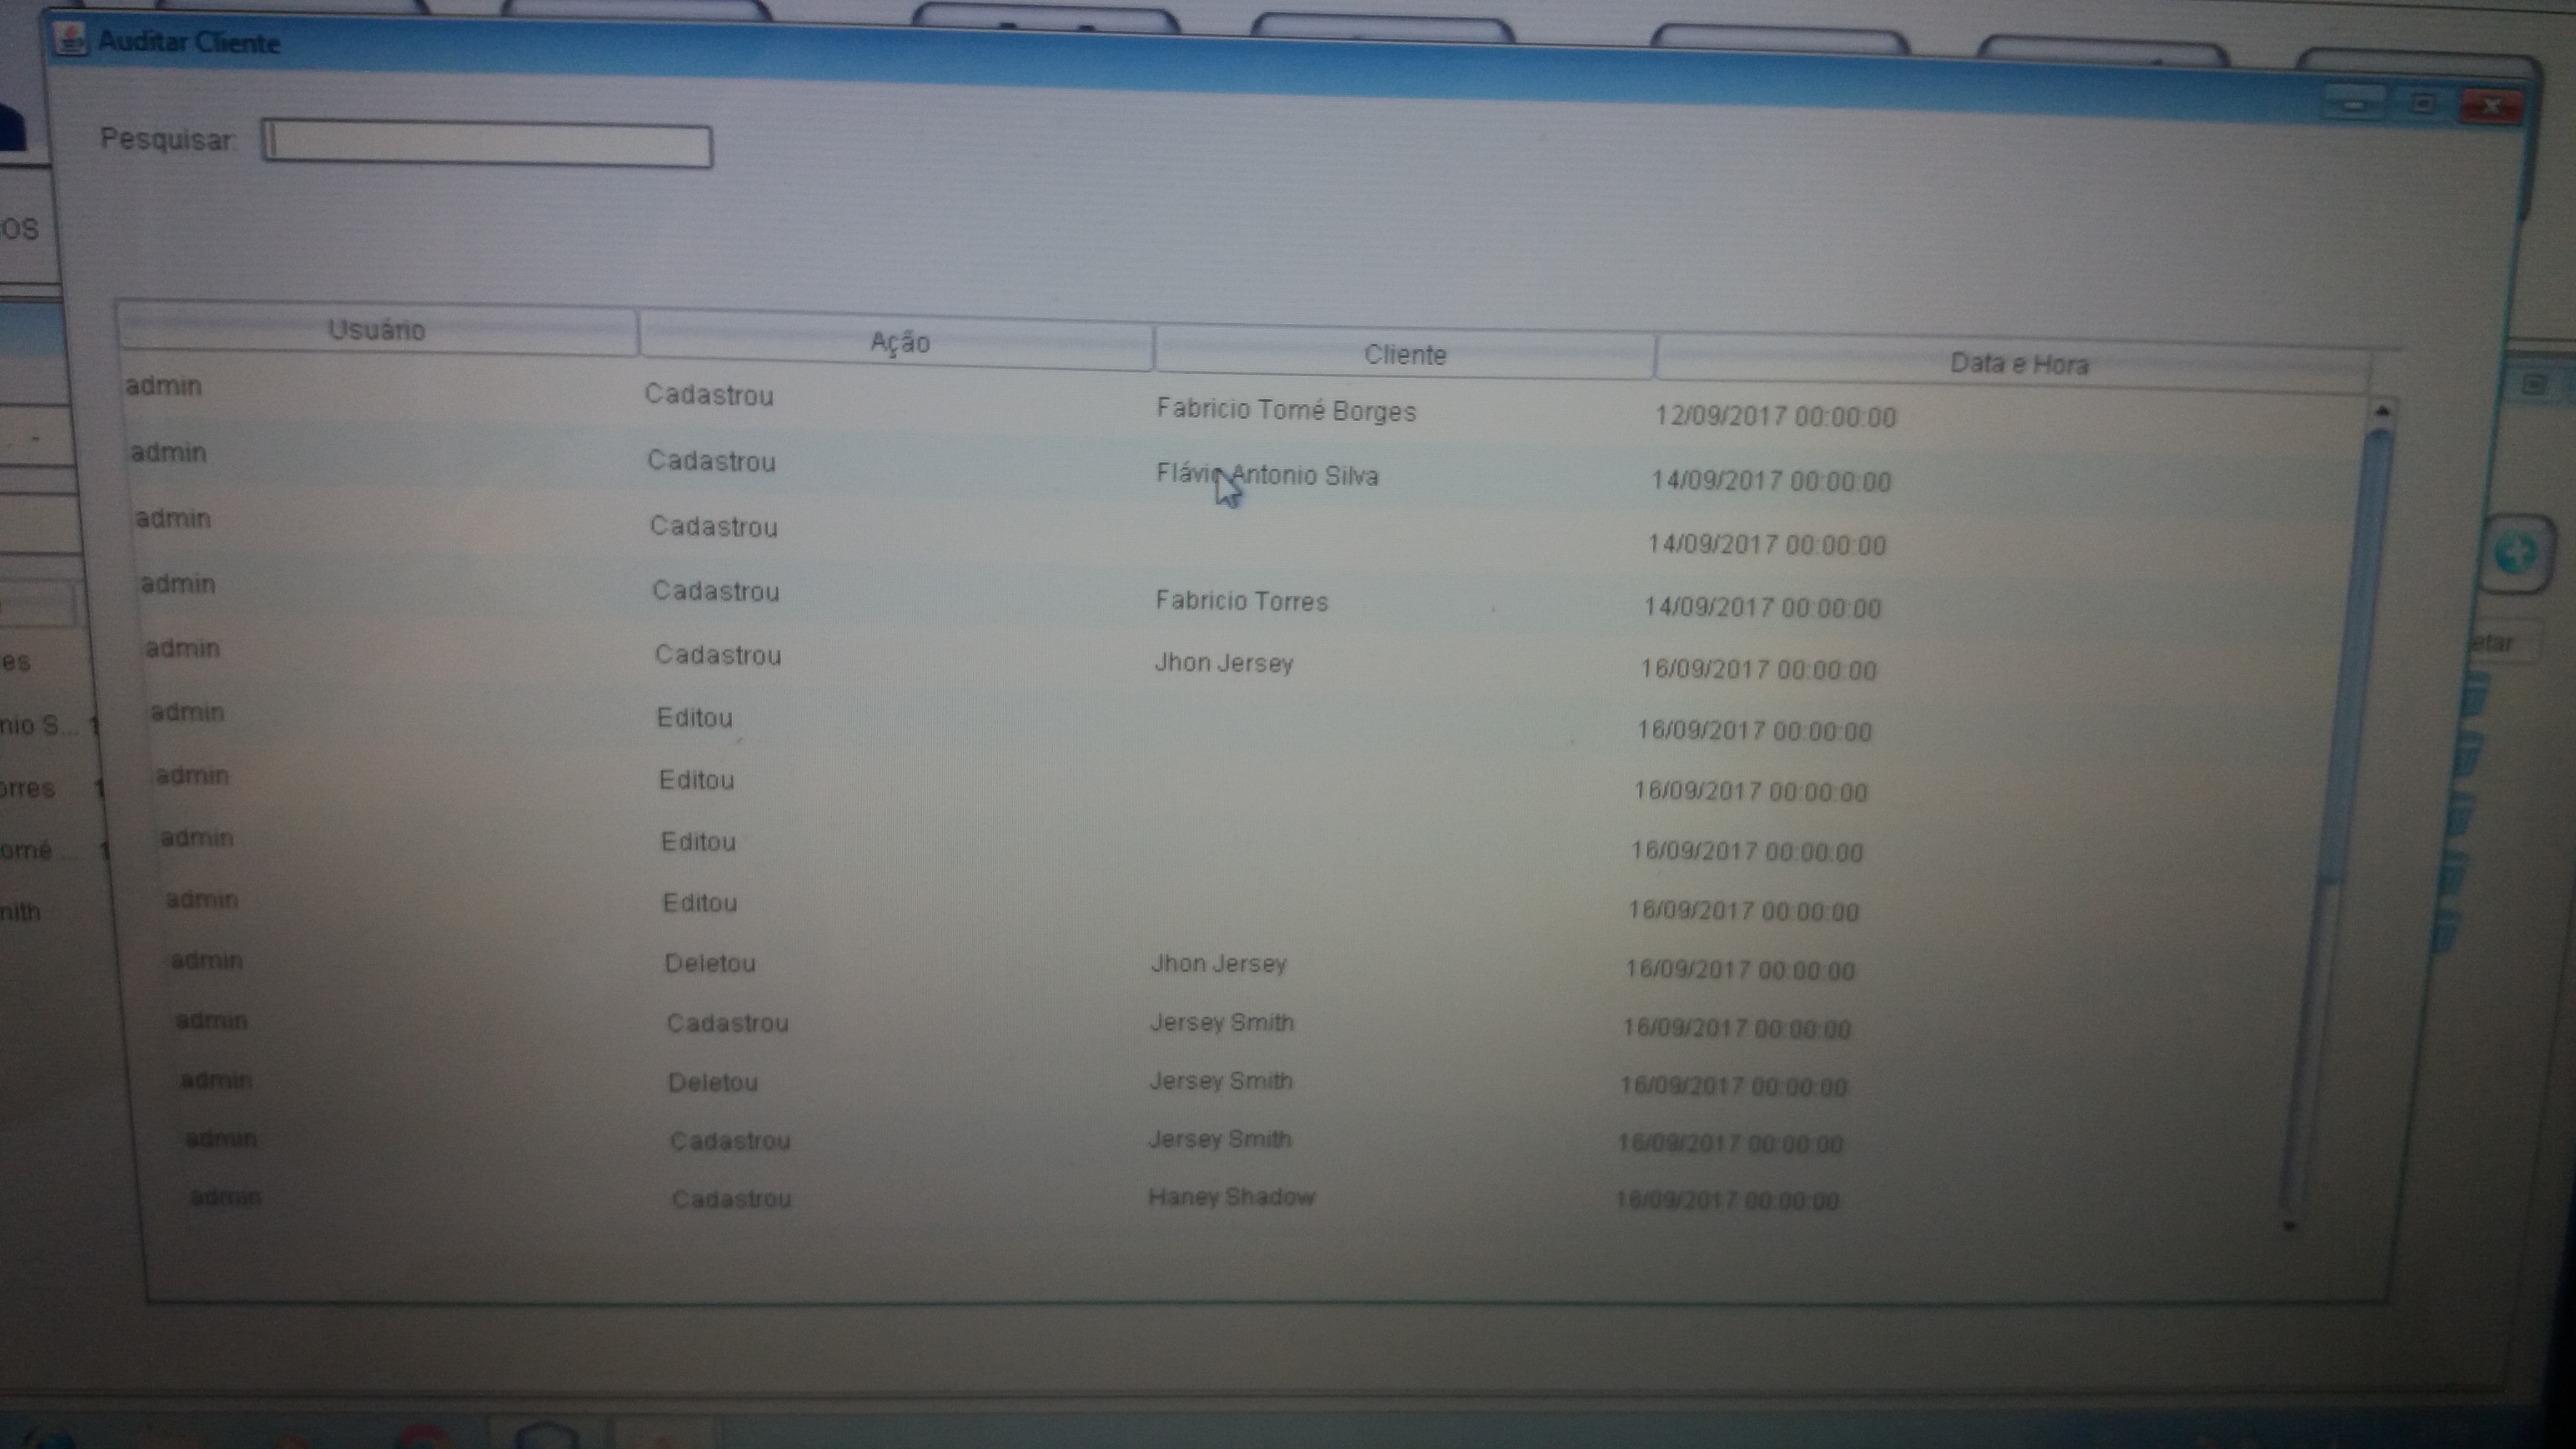 Auditar Cliente
Pesquisar:
os
Usuário Ação Cliente Data e Hora
admin Cadastrou Fabricio Tomé Borges 12/09/2017 00:00:00
admin Cadastrou Flávio Antonio Silva 14/09/2017 00:00:00
admin Cadastrou 14/09/2017 00:00:00
admin Cadastrou Fabricio Torres 14/09/2017 00:00:00
etar
es admin Cadastrou Jhon Jersey 16/09/2017 00:00:00
nio S... 1 admin Editou 16/09/2017 00:00:00
orres 1 admin Editou 16/09/2017 00:00:00
omé ... 1 admin Editou 16/09/2017 00:00:00
nith admin Editou 16/09/2017 00:00:00
admin Deletou Jhon Jersey 16/09/2017 00:00:00
admin Cadastrou Jersey Smith 16/09/2017 00:00:00
admin Deletou Jersey Smith 16/09/2017 00:00:00
admin Cadastrou Jersey Smith 16/09/2017 00:00:00
admin Cadastrou Haney Shadow 16/09/2017 00:00:00